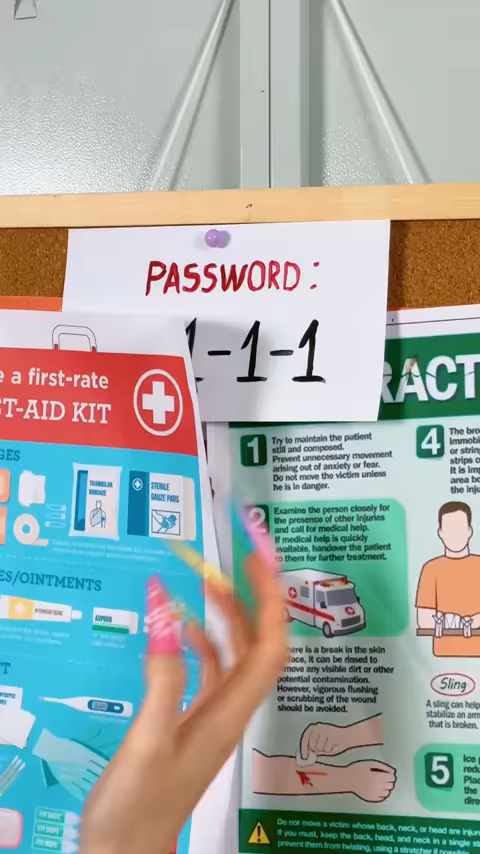 PASSWORD:
1-1-1
e a first-rate
ST-AID KIT
GES
TRIANGULAR
BANDAGE
STERILE
GAUZE PADS
ES/OINTMENTS
ASPIRIN
T
RACT
1
Try to maintain the patient
still and composed.
Prevent unnecessary movement
arising out of anxiety or fear.
Do not move the victim unless
he is in danger.
2
Examine the person closely for
the presence of other injuries
and call for medical help.
If medical help is quickly
available, handover the patient
to them for further treatment.
here is a break in the skin
face, it can be rinsed to
move any visible dirt or other
potential contamination.
However, vigorous flushing
or scrubbing of the wound
should be avoided.
4
The bro
immobi
or string
strips o
It is imp
area bo
the inju
Sling
A sling can help
stabilize an arm
that is broken.
5
Ice p
redu
Plac
the
dire
Do not move a victim whose back, neck, or head are injur
If you must, keep the back, head, and neck in a single s
prevent them from twisting, using a stretcher if possible